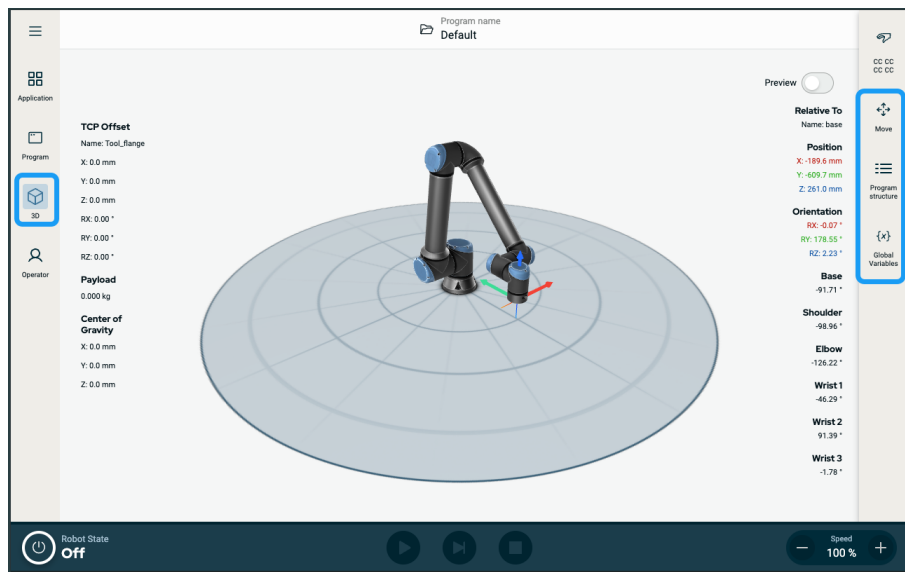 Program name
Default
Application
Program
3D
Operator
TCP Offset
Name: Tool_flange
X: 0.0 mm
Y: 0.0 mm
Z: 0.0 mm
RX: 0.00 °
RY: 0.00 °
RZ: 0.00 °
Payload
0.000 kg
Center of
Gravity
X: 0.0 mm
Y: 0.0 mm
Z: 0.0 mm
Preview
Relative To
Name: base
Position
X: -189.6 mm
Y: -609.7 mm
Z: 261.0 mm
Orientation
RX: -0.07 °
RY: 178.55 °
RZ: 2.23 °
Base
-91.71 °
Shoulder
-98.96 °
Elbow
-126.22 °
Wrist 1
-46.29 °
Wrist 2
91.39 °
Wrist 3
-1.78 °
CC CC
CC CC
Move
Program
structure
{x}
Global
Variables
Robot State
Off
Speed
100 %